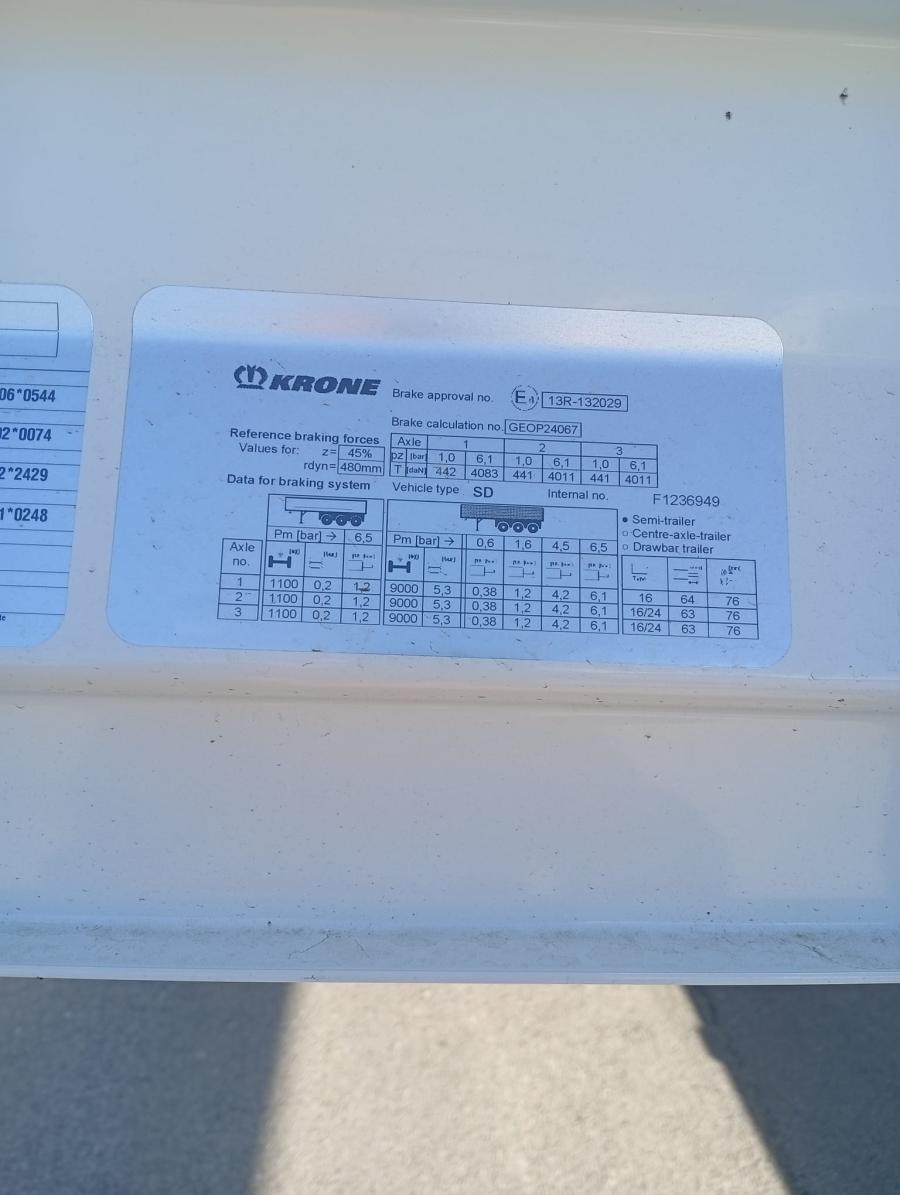 06*0544
02*0074
2*2429
1*0248
KRONE
Brake approval no. E4 13R-132029
Brake calculation no. GEOP24067
Reference braking forces
Values for: z= 45%
rdyn= 480mm
Axle 1 2 3
pz [bar] 1,0 6,1 1,0 6,1 1,0 6,1
T [daN] 442 4083 441 4011 441 4011
Data for braking system
Vehicle type SD
Internal no. F1236949
Semi-trailer
Centre-axle-trailer
Drawbar trailer
Pm [bar] → 6,5
Pm [bar] → 0,6 1,6 4,5 6,5
Axle no.
1 1100 0,2 1,2 9000 5,3 0,38 1,2 4,2 6,1 16 64 76
2 1100 0,2 1,2 9000 5,3 0,38 1,2 4,2 6,1 16/24 63 76
3 1100 0,2 1,2 9000 5,3 0,38 1,2 4,2 6,1 16/24 63 76